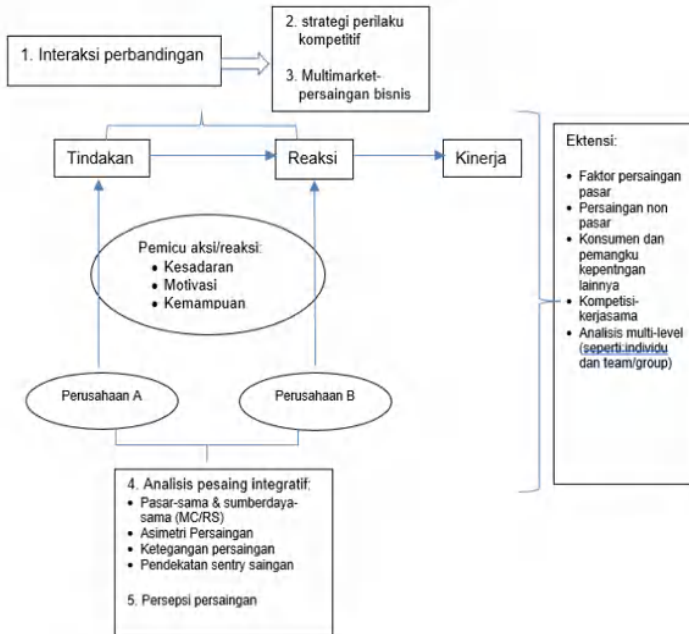 1. Interaksi perbandingan
2. strategi perilaku
kompetitif
3. Multimarket-
persaingan bisnis
Tindakan
Reaksi
Kinerja
Pemicu aksi/reaksi:
• Kesadaran
• Motivasi
• Kemampuan
Perusahaan A
Perusahaan B
4. Analisis pesaing integratif:
• Pasar-sama & sumberdaya-
sama (MC/RS)
• Asimetri Persaingan
• Ketegangan persaingan
• Pendekatan sentry saingan
5. Persepsi persaingan
Ektensi:
• Faktor persaingan
pasar
• Persaingan non
pasar
• Konsumen dan
pemangku
kepentngan
lainnya
• Kompetisi-
kerjasama
• Analisis multi-level
(seperti:individu
dan team/group)